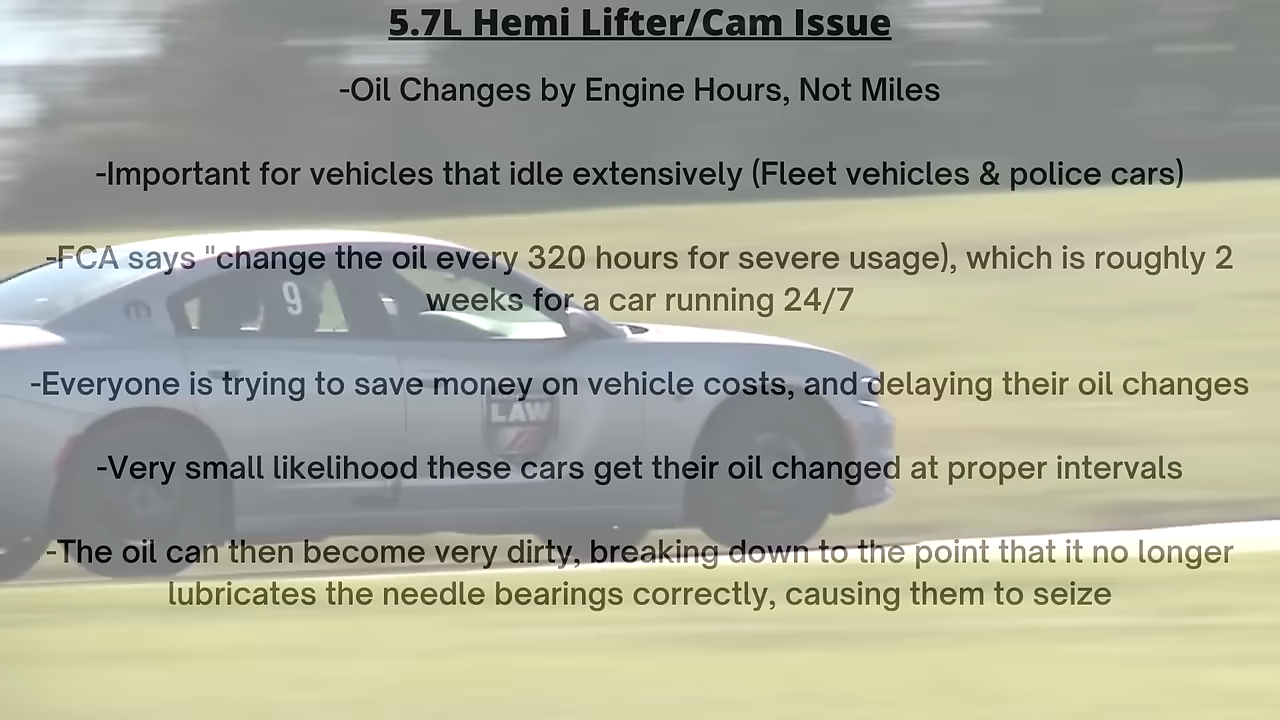 5.7L Hemi Lifter/Cam Issue
-Oil Changes by Engine Hours, Not Miles
-Important for vehicles that idle extensively (Fleet vehicles & police cars)
-FCA says "change the oil every 320 hours for severe usage), which is roughly 2
weeks for a car running 24/7
9
-Everyone is trying to save money on vehicle costs, and delaying their oil changes
LAW
-Very small likelihood these cars get their oil changed at proper intervals
-The oil can then become very dirty, breaking down to the point that it no longer
lubricates the needle bearings correctly, causing them to seize